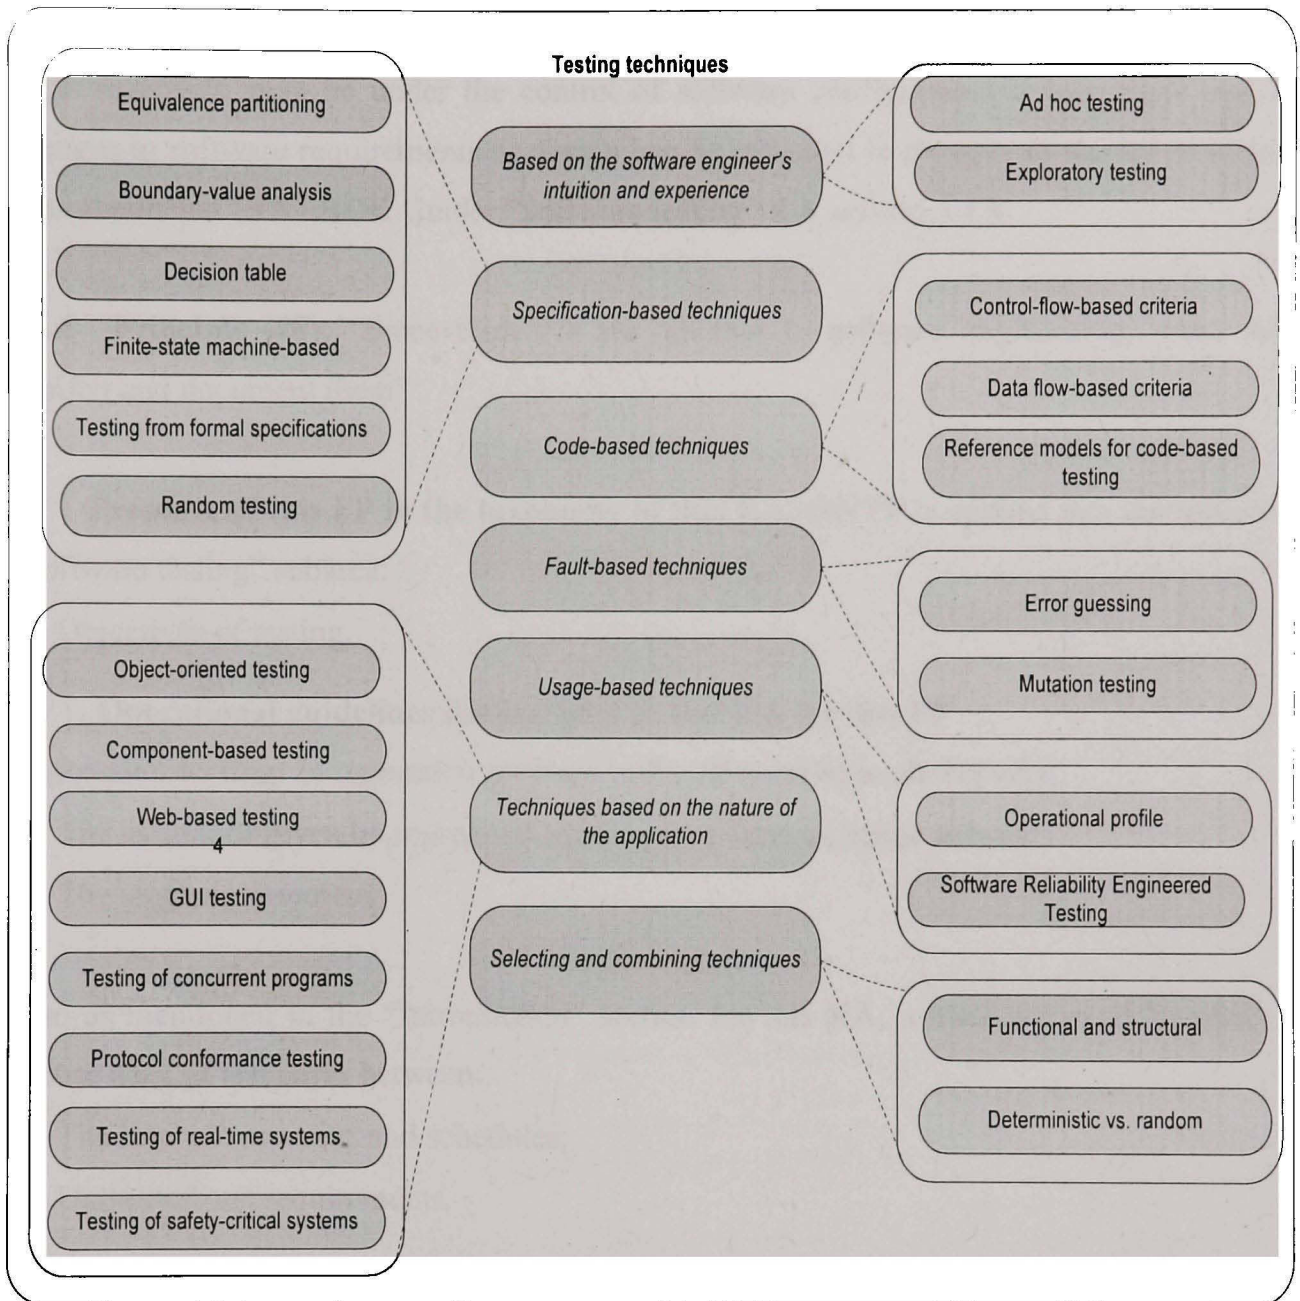 Testing techniques
Equivalence partitioning
Boundary-value analysis
Decision table
Finite-state machine-based
Testing from formal specifications
Random testing
Object-oriented testing
Component-based testing
Web-based testing
4
GUI testing
Testing of concurrent programs
Protocol conformance testing
Testing of real-time systems
Testing of safety-critical systems
Based on the software engineer's
intuition and experience
Specification-based techniques
Code-based techniques
Fault-based techniques
Usage-based techniques
Techniques based on the nature of
the application
Selecting and combining techniques
Ad hoc testing
Exploratory testing
Control-flow-based criteria
Data flow-based criteria
Reference models for code-based
testing
Error guessing
Mutation testing
Operational profile
Software Reliability Engineered
Testing
Functional and structural
Deterministic vs. random